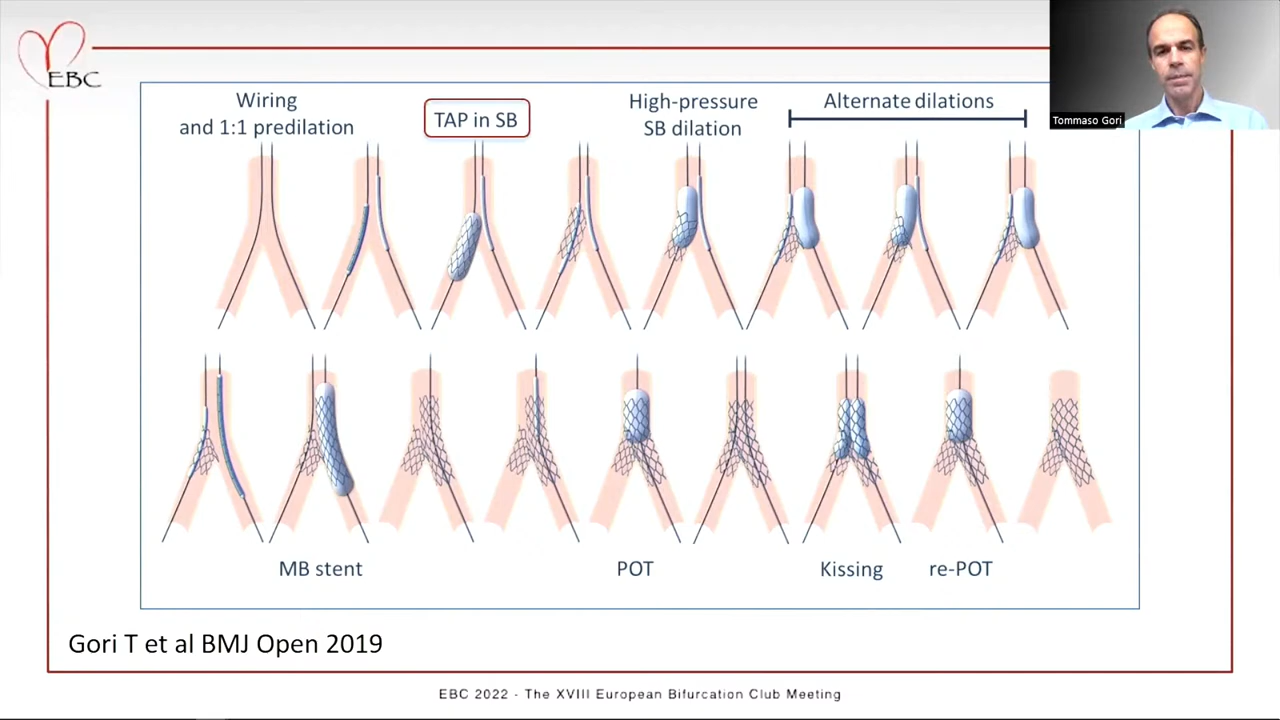 EBC
Wiring
and 1:1 predilation
TAP in SB
High-pressure
SB dilation
Alternate dilations
Tommaso Gori
MB stent
POT
Kissing
re-POT
Gori T et al BMJ Open 2019
EBC 2022 - The XVIII European Bifurcation Club Meeting